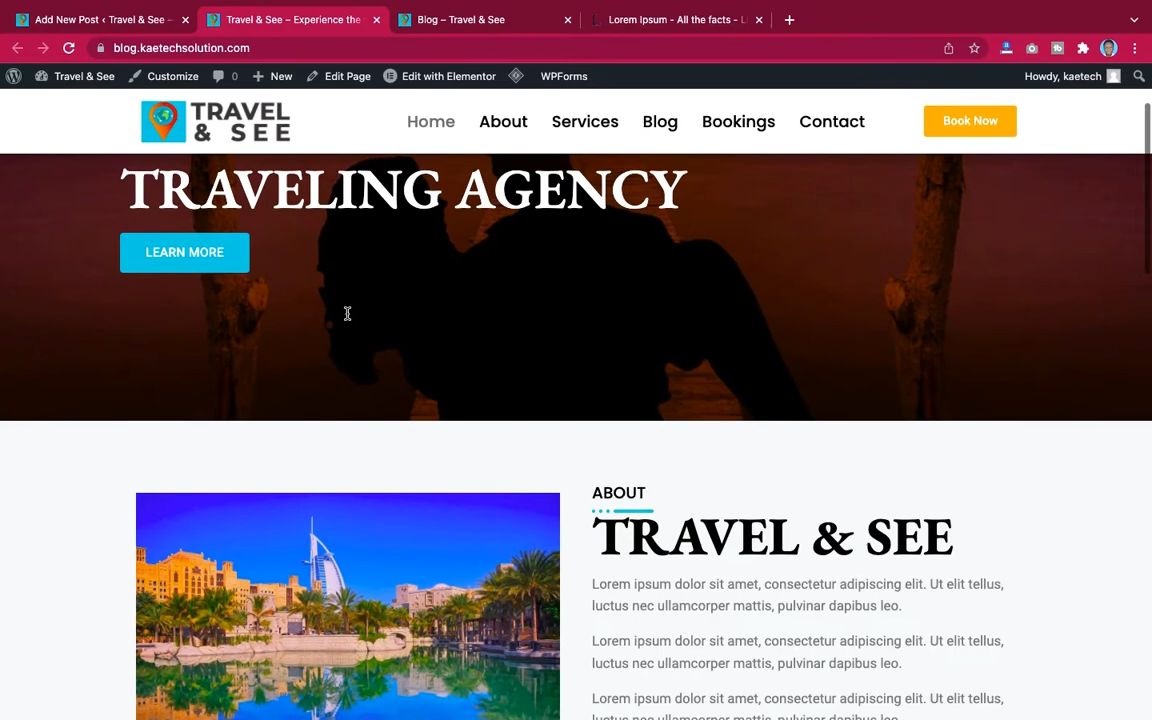 Add New Post ‹ Travel & See –
Travel & See – Experience the
Blog – Travel & See
Lorem Ipsum - All the facts - L
blog.kaetechsolution.com
Travel & See
Customize
0
New
Edit Page
Edit with Elementor
WPForms
Howdy, kaetech
TRAVEL
& SEE
Home
About
Services
Blog
Bookings
Contact
Book Now
TRAVELING AGENCY
LEARN MORE
ABOUT
TRAVEL & SEE
Lorem ipsum dolor sit amet, consectetur adipiscing elit. Ut elit tellus,
luctus nec ullamcorper mattis, pulvinar dapibus leo.
Lorem ipsum dolor sit amet, consectetur adipiscing elit. Ut elit tellus,
luctus nec ullamcorper mattis, pulvinar dapibus leo.
Lorem ipsum dolor sit amet, consectetur adipiscing elit. Ut elit tellus,
luctus nec ullamcorper mattis, pulvinar dapibus leo.